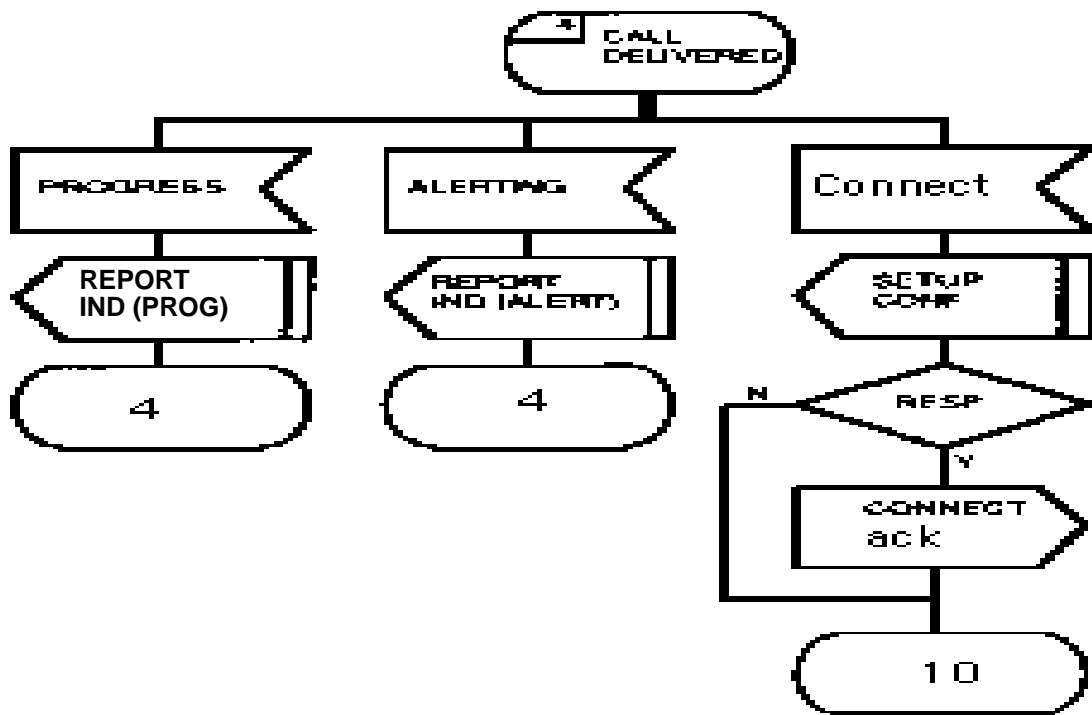 4
CALL
DELIVERED
PROGRESS
ALERTING
Connect
REPORT
IND (PROG)
REPORT
IND (ALERT)
SETUP
CONF
4
4
N
RESP
Y
CONNECT
ack
10